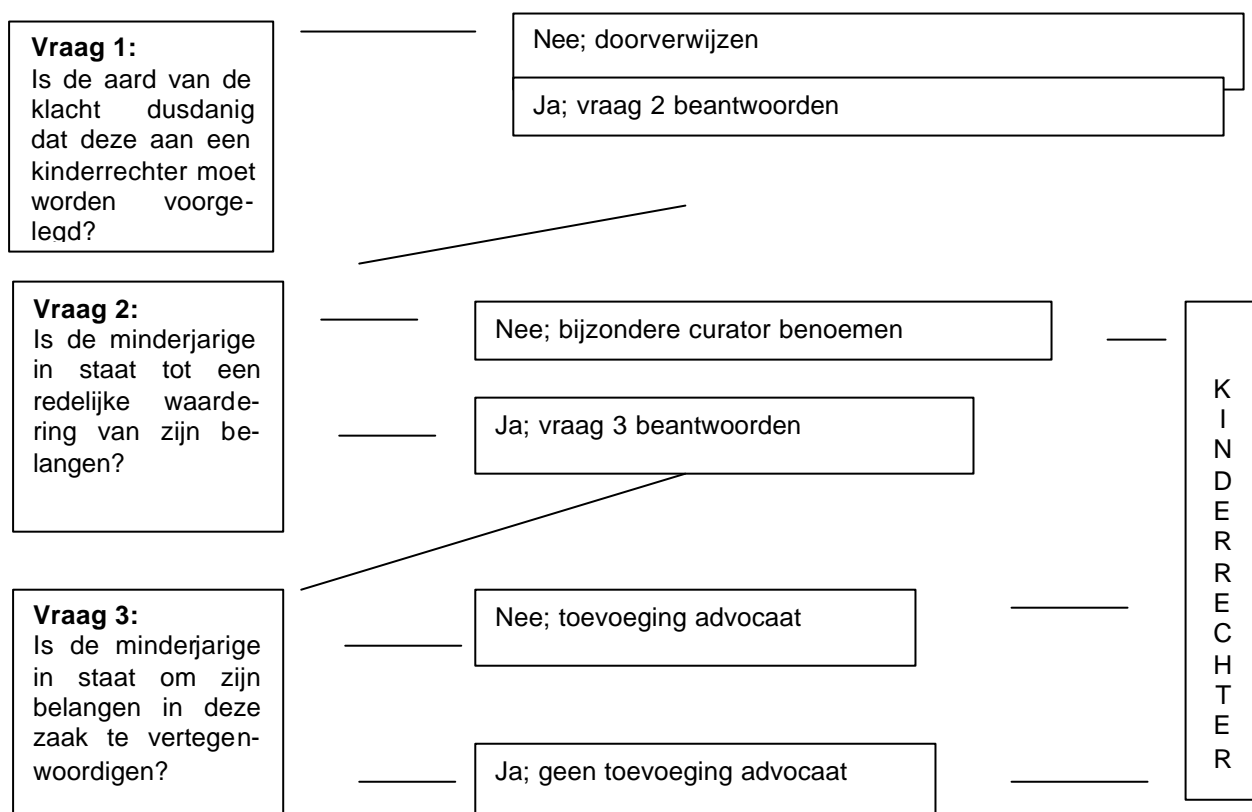 Vraag 1:
Is de aard van de
klacht dusdanig
dat deze aan een
kinderrechter moet
worden voorge-
legd?
Nee; doorverwijzen
Ja; vraag 2 beantwoorden
Vraag 2:
Is de minderjarige
in staat tot een
redelijke waarde-
ring van zijn be-
langen?
Nee; bijzondere curator benoemen
Ja; vraag 3 beantwoorden
Vraag 3:
Is de minderjarige
in staat om zijn
belangen in deze
zaak te vertegen-
woordigen?
Nee; toevoeging advocaat
Ja; geen toevoeging advocaat
K
I
N
D
E
R
R
E
C
H
T
E
R